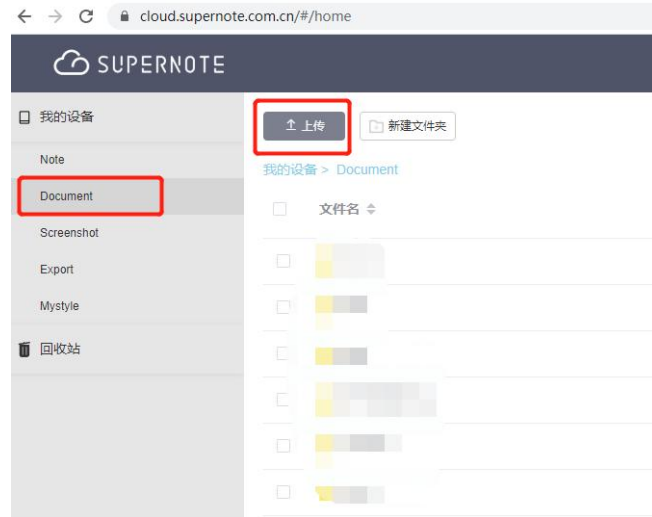 cloud.supernote.com.cn/#/home
SUPERNOTE
我的设备
上传
新建文件夹
Note
我的设备 > Document
Document
文件名
Screenshot
Export
Mystyle
回收站